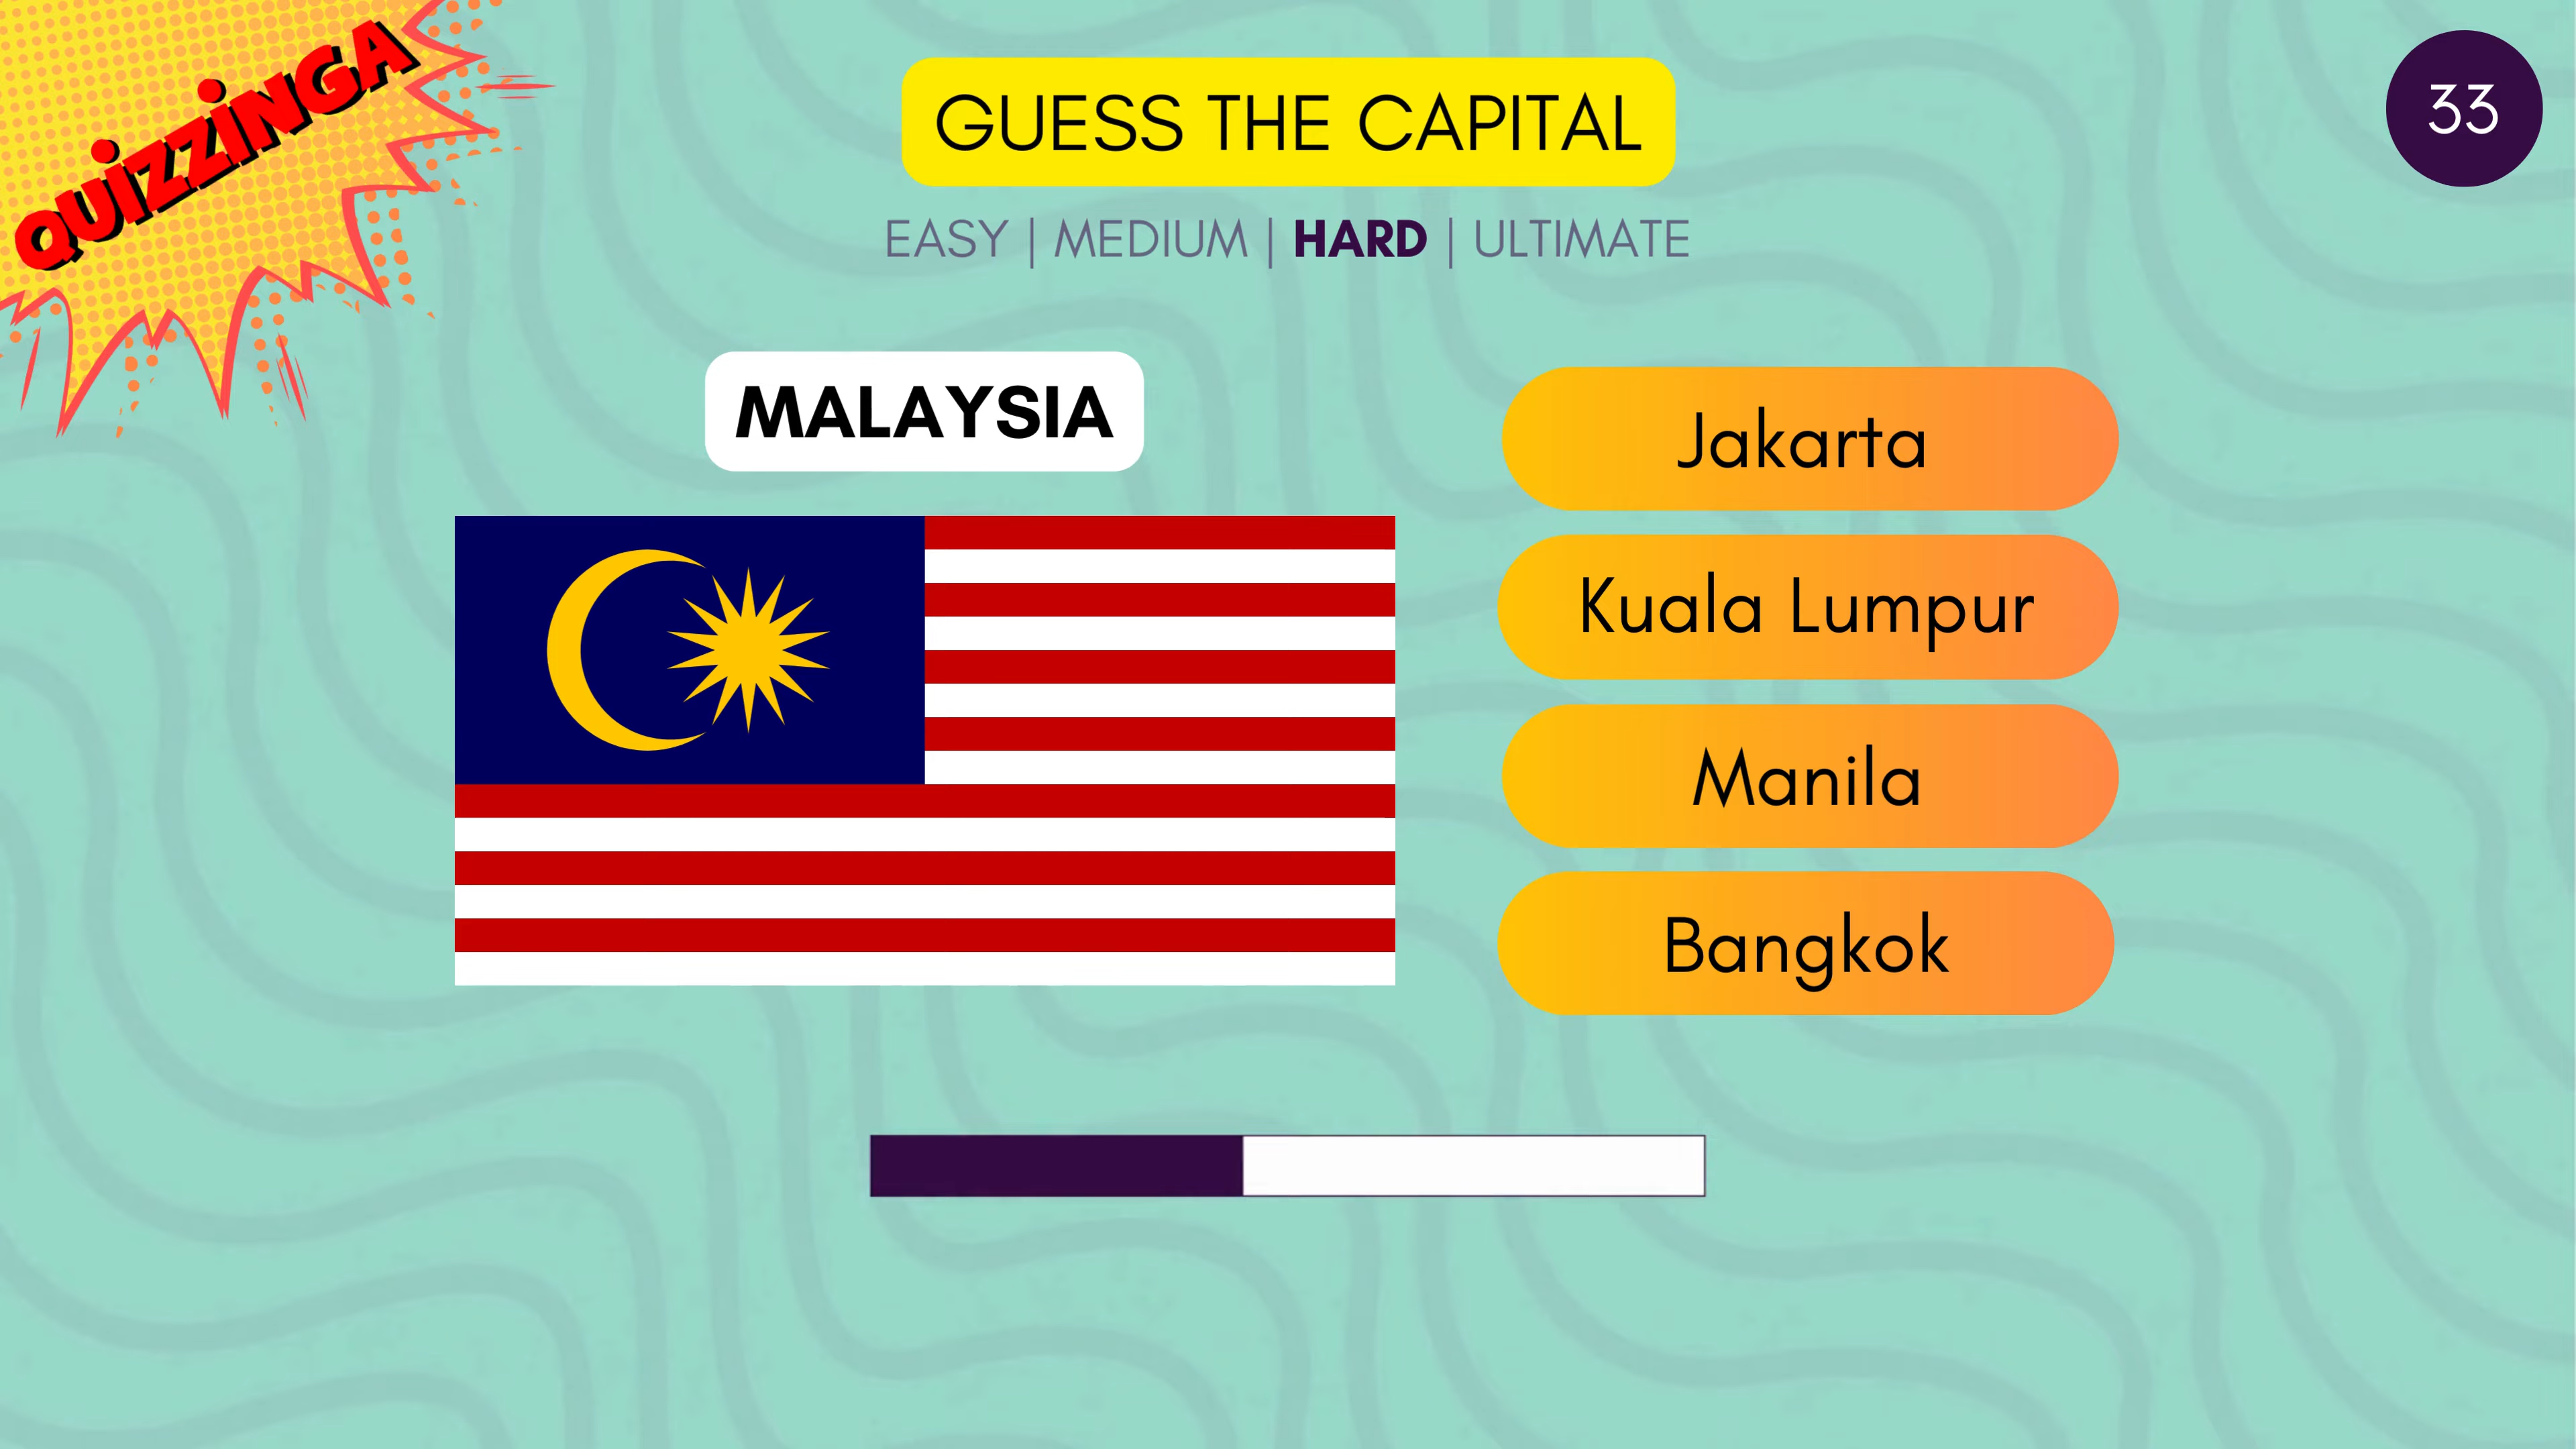 QUIZZINGA
GUESS THE CAPITAL
33
EASY | MEDIUM | HARD | ULTIMATE
MALAYSIA
Jakarta
Kuala Lumpur
Manila
Bangkok